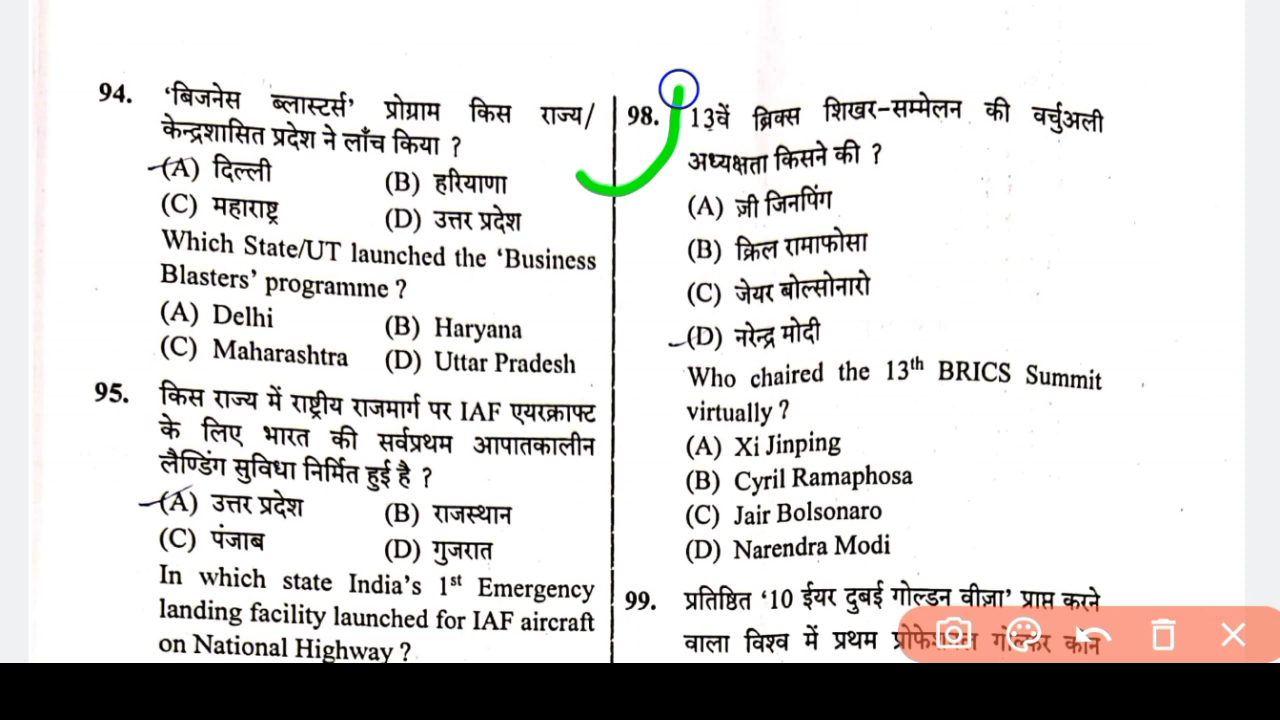 94. 'बिजनेस ब्लास्टर्स' प्रोग्राम किस राज्य/
केन्द्रशासित प्रदेश ने लाँच किया ?
(A) दिल्ली (B) हरियाणा
(C) महाराष्ट्र (D) उत्तर प्रदेश
Which State/UT launched the 'Business
Blasters' programme ?
(A) Delhi (B) Haryana
(C) Maharashtra (D) Uttar Pradesh
95. किस राज्य में राष्ट्रीय राजमार्ग पर IAF एयरक्राफ्ट
के लिए भारत की सर्वप्रथम आपातकालीन
लैण्डिंग सुविधा निर्मित हुई है ?
(A) उत्तर प्रदेश (B) राजस्थान
(C) पंजाब (D) गुजरात
In which state India's 1st Emergency
landing facility launched for IAF aircraft
on National Highway ?
98. 13वें ब्रिक्स शिखर-सम्मेलन की वर्चुअली
अध्यक्षता किसने की ?
(A) ज़ी जिनपिंग
(B) क्रिल रामाफोसा
(C) जेयर बोल्सोनारो
(D) नरेन्द्र मोदी
Who chaired the 13th BRICS Summit
virtually ?
(A) Xi Jinping
(B) Cyril Ramaphosa
(C) Jair Bolsonaro
(D) Narendra Modi
99. प्रतिष्ठित '10 ईयर दुबई गोल्डन वीज़ा' प्राप्त करने
वाला विश्व में प्रथम प्रोफेशनल गोल्फर कौन